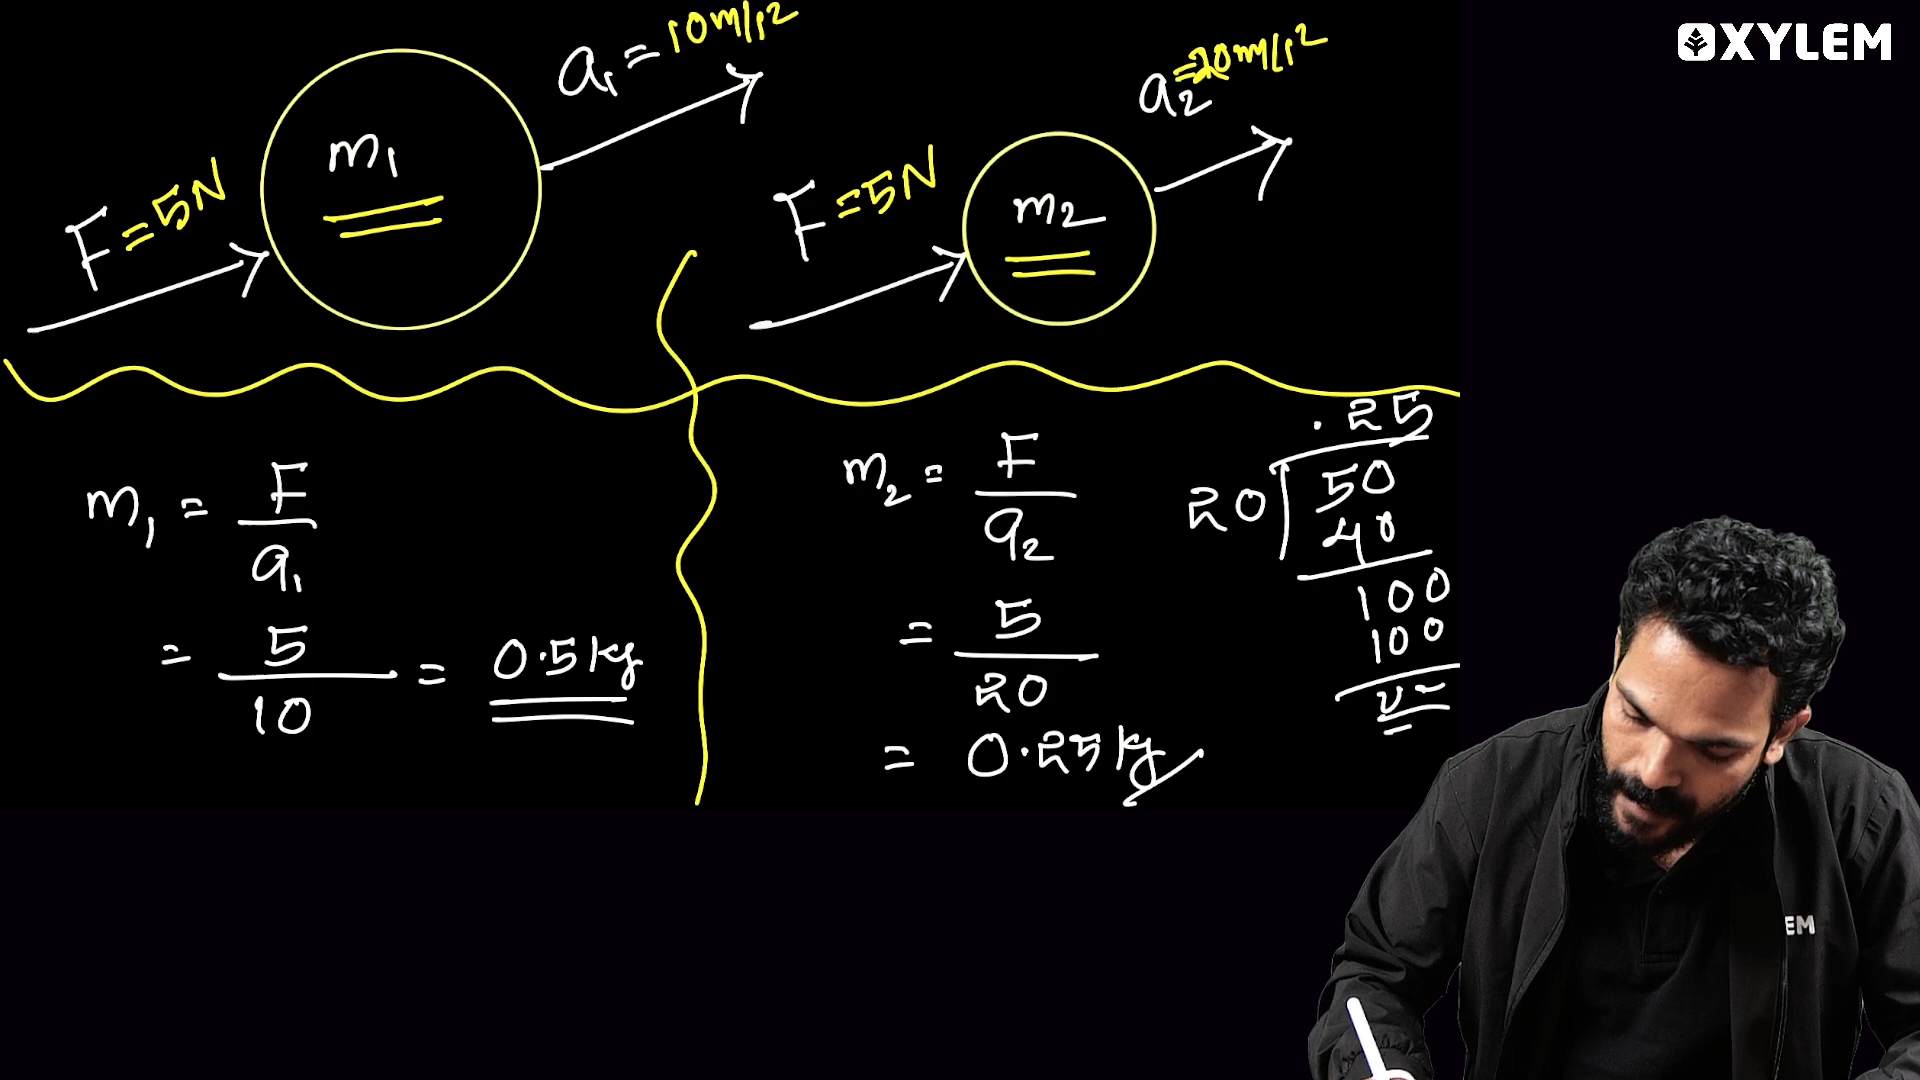 XYLEM
a₁ = 10m/s²
m₁
F = 5N
a₂ = 20m/s²
m₂
F = 5N
m₁ = F/a₁
= 5/10 = 0.5kg
m₂ = F/a₂
= 5/20
= 0.25kg
.25
20 50
40
100
100
EM